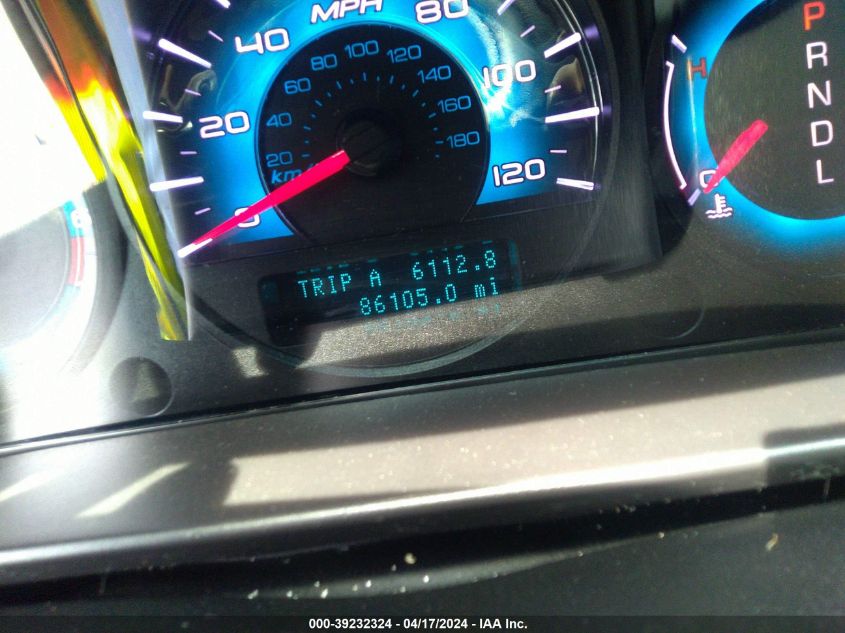 MPH
0 20 40 80 100 120
20 40 60 80 100 120 140 160 180
km/
H
C
P
R
N
D
L
TRIP A 6112.8
86105.0 mi
000-39232324 - 04/17/2024 - IAA Inc.